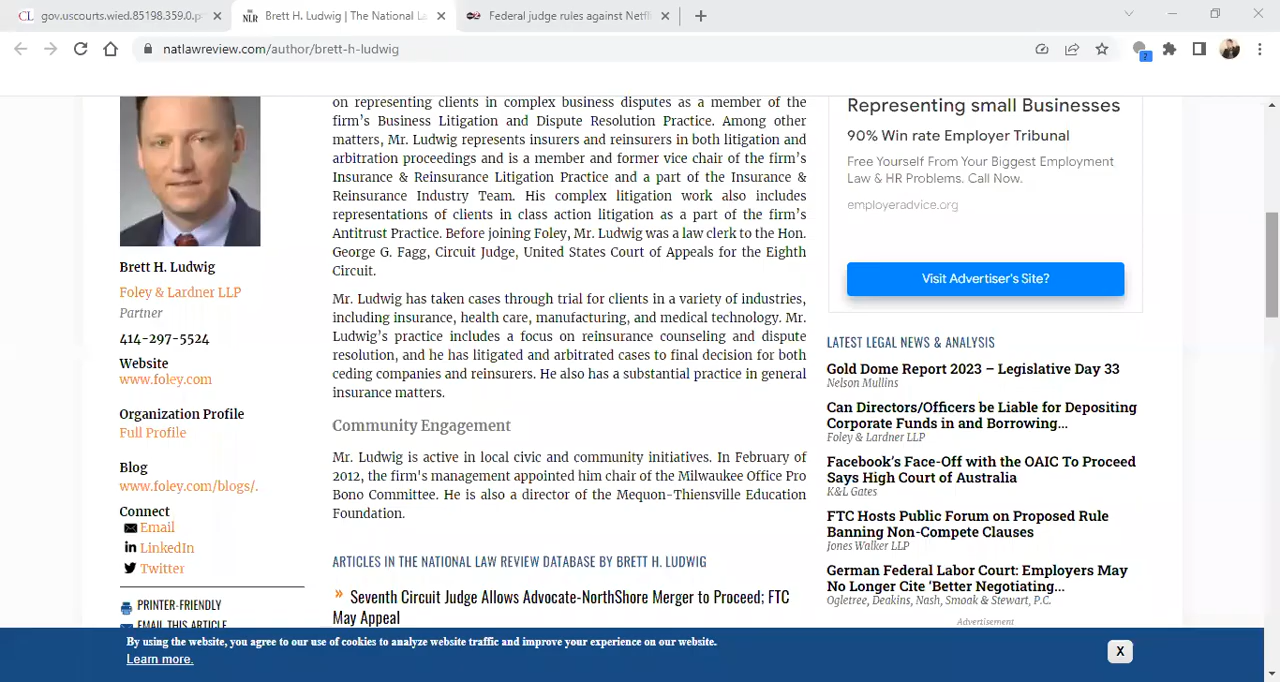 gov.uscourts.wied.85198.359.0.p
Brett H. Ludwig | The National La
Federal judge rules against Netfl
natlawreview.com/author/brett-h-ludwig
Brett H. Ludwig
Foley & Lardner LLP
Partner
414-297-5524
Website
www.foley.com
Organization Profile
Full Profile
Blog
www.foley.com/blogs/.
Connect
Email
LinkedIn
Twitter
PRINTER-FRIENDLY
EMAIL THIS ARTICLE
on representing clients in complex business disputes as a member of the
firm's Business Litigation and Dispute Resolution Practice. Among other
matters, Mr. Ludwig represents insurers and reinsurers in both litigation and
arbitration proceedings and is a member and former vice chair of the firm's
Insurance & Reinsurance Litigation Practice and a part of the Insurance &
Reinsurance Industry Team. His complex litigation work also includes
representations of clients in class action litigation as a part of the firm's
Antitrust Practice. Before joining Foley, Mr. Ludwig was a law clerk to the Hon.
George G. Fagg, Circuit Judge, United States Court of Appeals for the Eighth
Circuit.
Mr. Ludwig has taken cases through trial for clients in a variety of industries,
including insurance, health care, manufacturing, and medical technology. Mr.
Ludwig's practice includes a focus on reinsurance counseling and dispute
resolution, and he has litigated and arbitrated cases to final decision for both
ceding companies and reinsurers. He also has a substantial practice in general
insurance matters.
Community Engagement
Mr. Ludwig is active in local civic and community initiatives. In February of
2012, the firm's management appointed him chair of the Milwaukee Office Pro
Bono Committee. He is also a director of the Mequon-Thiensville Education
Foundation.
ARTICLES IN THE NATIONAL LAW REVIEW DATABASE BY BRETT H. LUDWIG
» Seventh Circuit Judge Allows Advocate-NorthShore Merger to Proceed; FTC
May Appeal
Representing small Businesses
90% Win rate Employer Tribunal
Free Yourself From Your Biggest Employment
Law & HR Problems. Call Now.
employeradvice.org
Visit Advertiser's Site?
LATEST LEGAL NEWS & ANALYSIS
Gold Dome Report 2023 – Legislative Day 33
Nelson Mullins
Can Directors/Officers be Liable for Depositing
Corporate Funds in and Borrowing...
Foley & Lardner LLP
Facebook's Face-Off with the OAIC To Proceed
Says High Court of Australia
K&L Gates
FTC Hosts Public Forum on Proposed Rule
Banning Non-Compete Clauses
Jones Walker LLP
German Federal Labor Court: Employers May
No Longer Cite 'Better Negotiating...
Ogletree, Deakins, Nash, Smoak & Stewart, P.C.
Advertisement
By using the website, you agree to our use of cookies to analyze website traffic and improve your experience on our website.
Learn more.
X